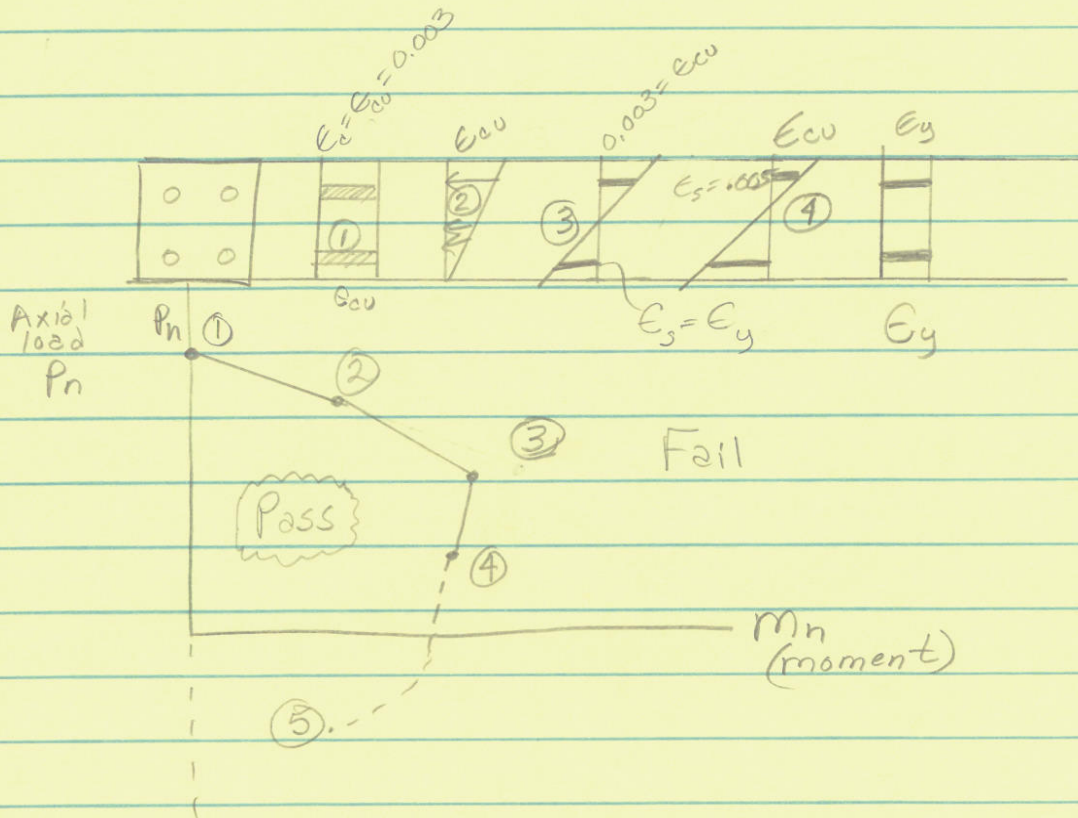 ϵc = ϵcu = 0.003
ϵcu
0.003 = ϵcu
ϵcu
ϵy
ϵs = .005
①
②
③
④
ϵcu
ϵs = ϵy
ϵy
Axial
load
Pn
Pn ①
②
③
Fail
Pass
④
Mn
(moment)
⑤